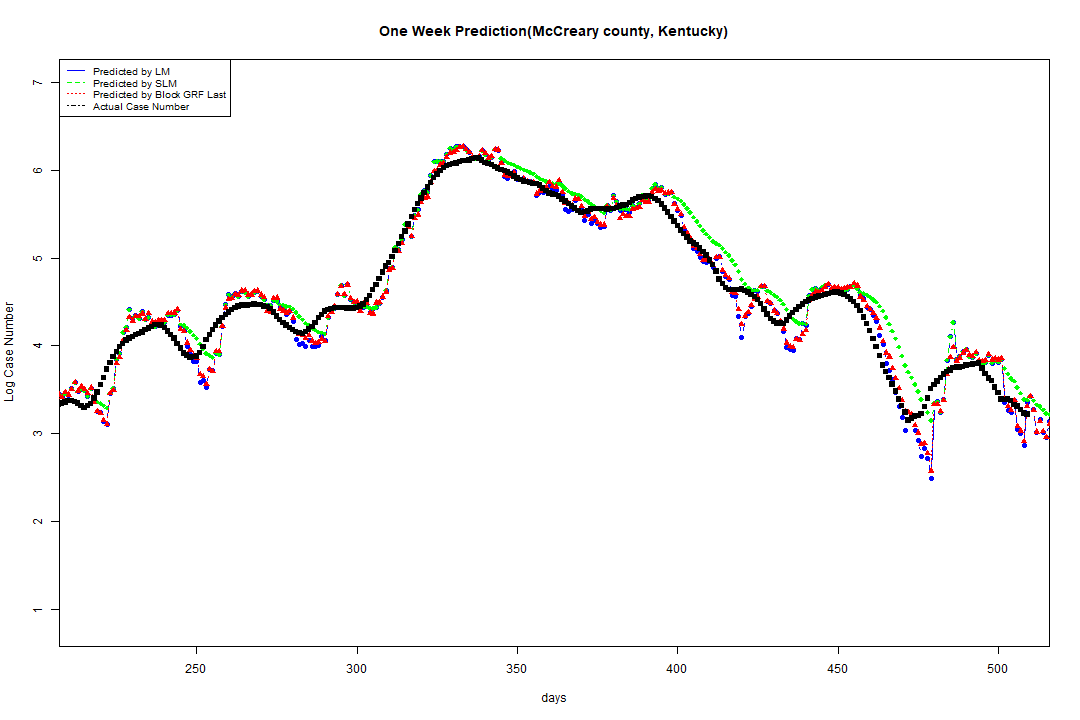 One Week Prediction(McCreary county, Kentucky)
Predicted by LM
Predicted by SLM
Predicted by Block GRF Last
Actual Case Number
7
6
5
4
3
2
1
Log Case Number
250 300 350 400 450 500
days